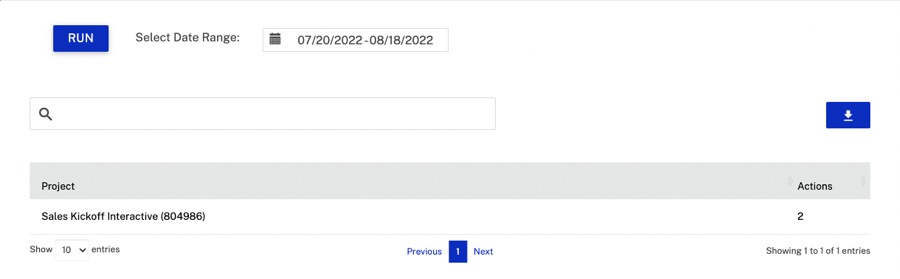 RUN Select Date Range: 07/20/2022 - 08/18/2022
Project Actions
Sales Kickoff Interactive (804986) 2
Show 10 entries Previous 1 Next Showing 1 to 1 of 1 entries